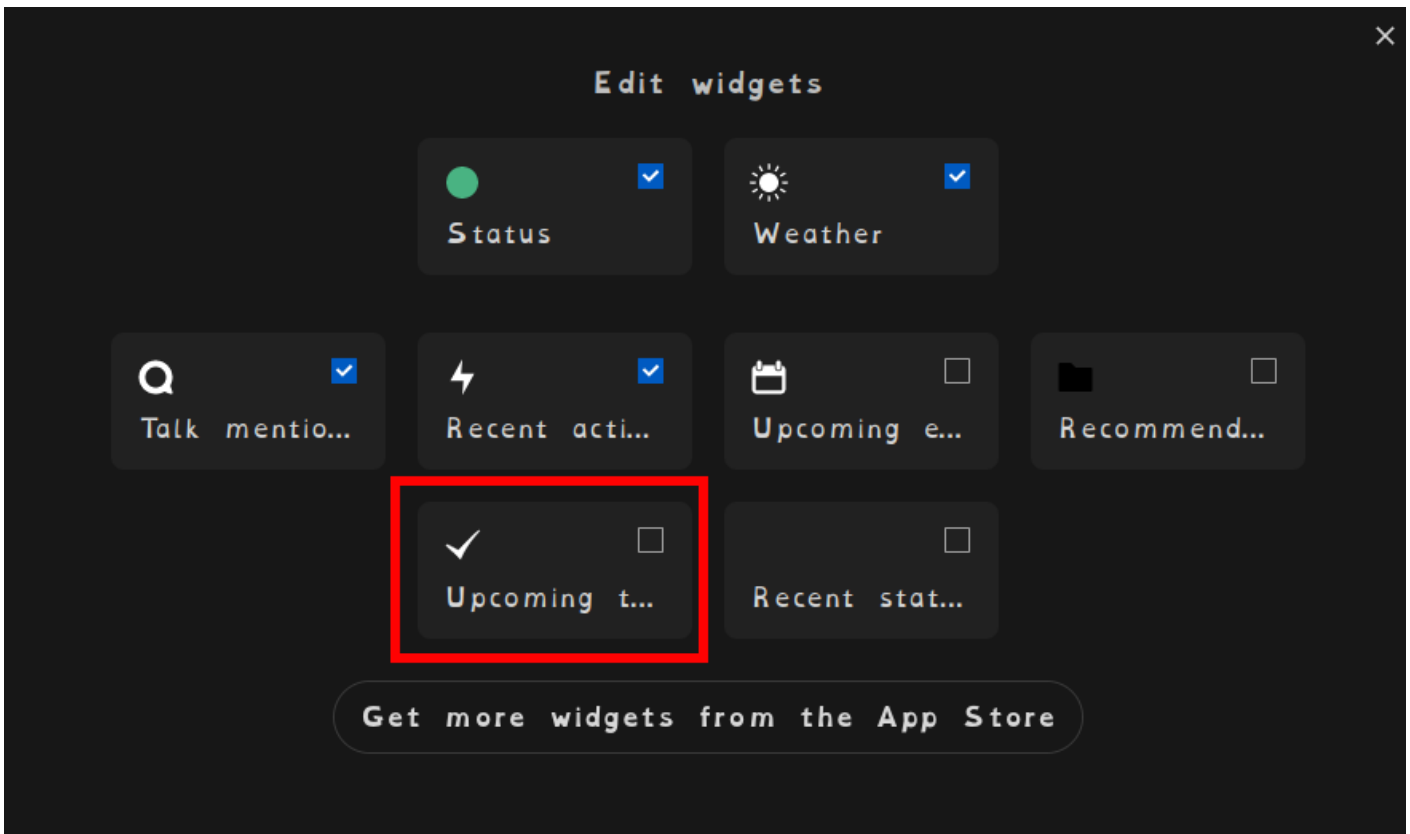 Edit widgets
Status
Weather
Talk mentio...
Recent acti...
Upcoming e...
Recommend...
Upcoming t...
Recent stat...
Get more widgets from the App Store